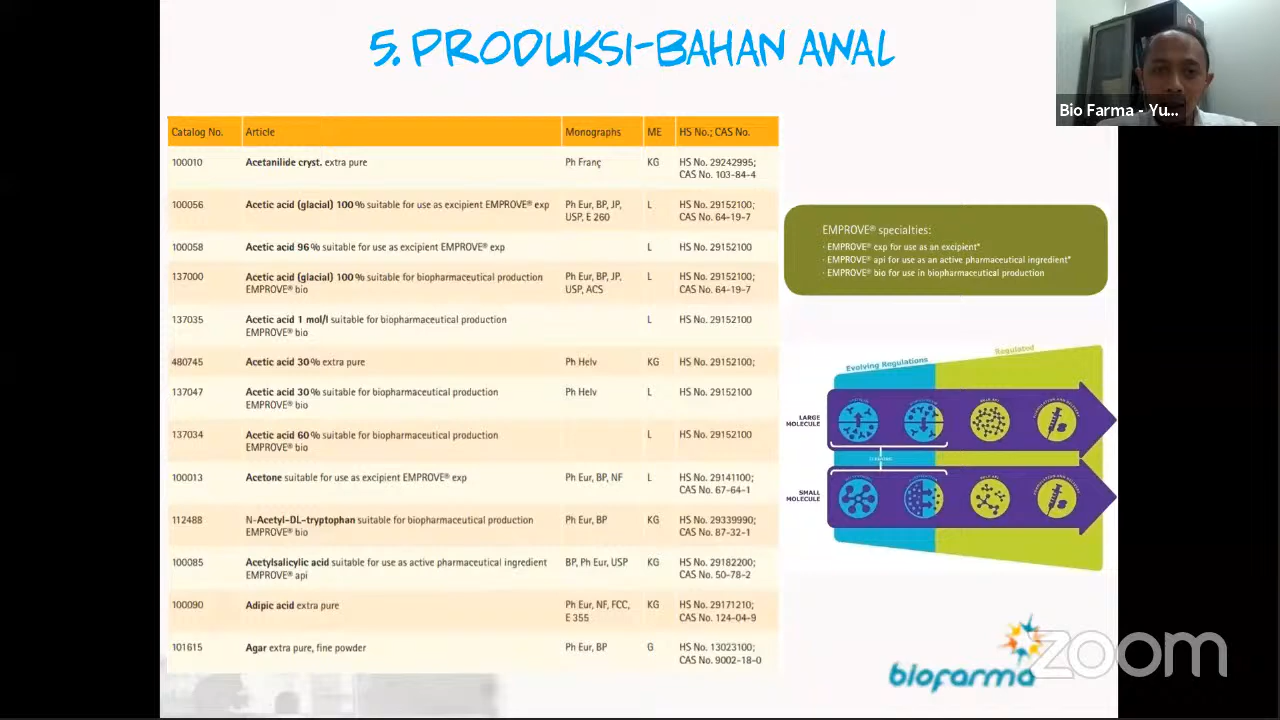 5. PRODUKSI-BAHAN AWAL
Bio Farma - Yu...
Catalog No. Article Monographs ME HS No.; CAS No.
100010 Acetanilide cryst. extra pure Ph Franç KG HS No. 29242995;
CAS No. 103-84-4
100056 Acetic acid (glacial) 100% suitable for use as excipient EMPROVE® exp Ph Eur, BP, JP, L HS No. 29152100;
USP, E 260 CAS No. 64-19-7
100058 Acetic acid 96% suitable for use as excipient EMPROVE® exp L HS No. 29152100
137000 Acetic acid (glacial) 100% suitable for biopharmaceutical production Ph Eur, BP, JP, L HS No. 29152100;
EMPROVE® bio USP, ACS CAS No. 64-19-7
137035 Acetic acid 1 mol/l suitable for biopharmaceutical production L HS No. 29152100
EMPROVE® bio
480745 Acetic acid 30% extra pure Ph Helv KG HS No. 29152100;
137047 Acetic acid 30% suitable for biopharmaceutical production Ph Helv L HS No. 29152100
EMPROVE® bio
137034 Acetic acid 60% suitable for biopharmaceutical production L HS No. 29152100
EMPROVE® bio
100013 Acetone suitable for use as excipient EMPROVE® exp Ph Eur, BP, NF L HS No. 29141100;
CAS No. 67-64-1
112488 N-Acetyl-DL-tryptophan suitable for biopharmaceutical production Ph Eur, BP KG HS No. 29339990;
EMPROVE® bio CAS No. 87-32-1
100085 Acetylsalicylic acid suitable for use as active pharmaceutical ingredient BP, Ph Eur, USP KG HS No. 29182200;
EMPROVE® api CAS No. 50-78-2
100090 Adipic acid extra pure Ph Eur, NF, FCC, KG HS No. 29171210;
E 355 CAS No. 124-04-9
101615 Agar extra pure, fine powder Ph Eur, BP G HS No. 13023100;
CAS No. 9002-18-0
EMPROVE® specialties:
· EMPROVE® exp for use as an excipient*
· EMPROVE® api for use as an active pharmaceutical ingredient*
· EMPROVE® bio for use in biopharmaceutical production
Evolving Regulations
Regulated
LARGE
MOLECULE
SMALL
MOLECULE
biofarma
zoom